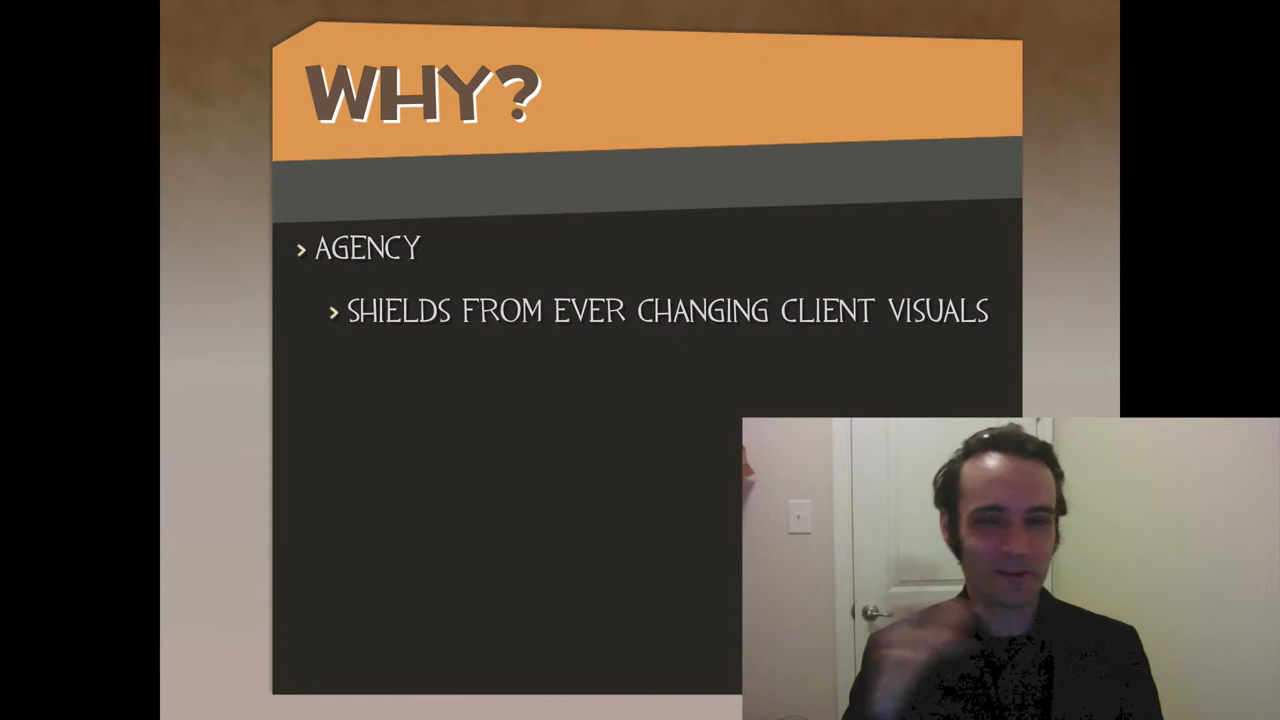 WHY?
› AGENCY
› SHIELDS FROM EVER CHANGING CLIENT VISUALS